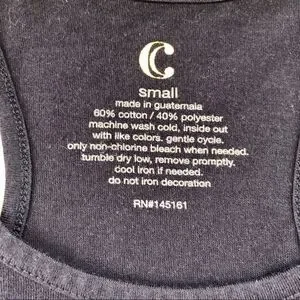 C
small
made in guatemala
60% cotton / 40% polyester
machine wash cold, inside out
with like colors. gentle cycle.
only non-chlorine bleach when needed.
tumble dry low, remove promptly.
cool iron if needed.
do not iron decoration
RN#145161